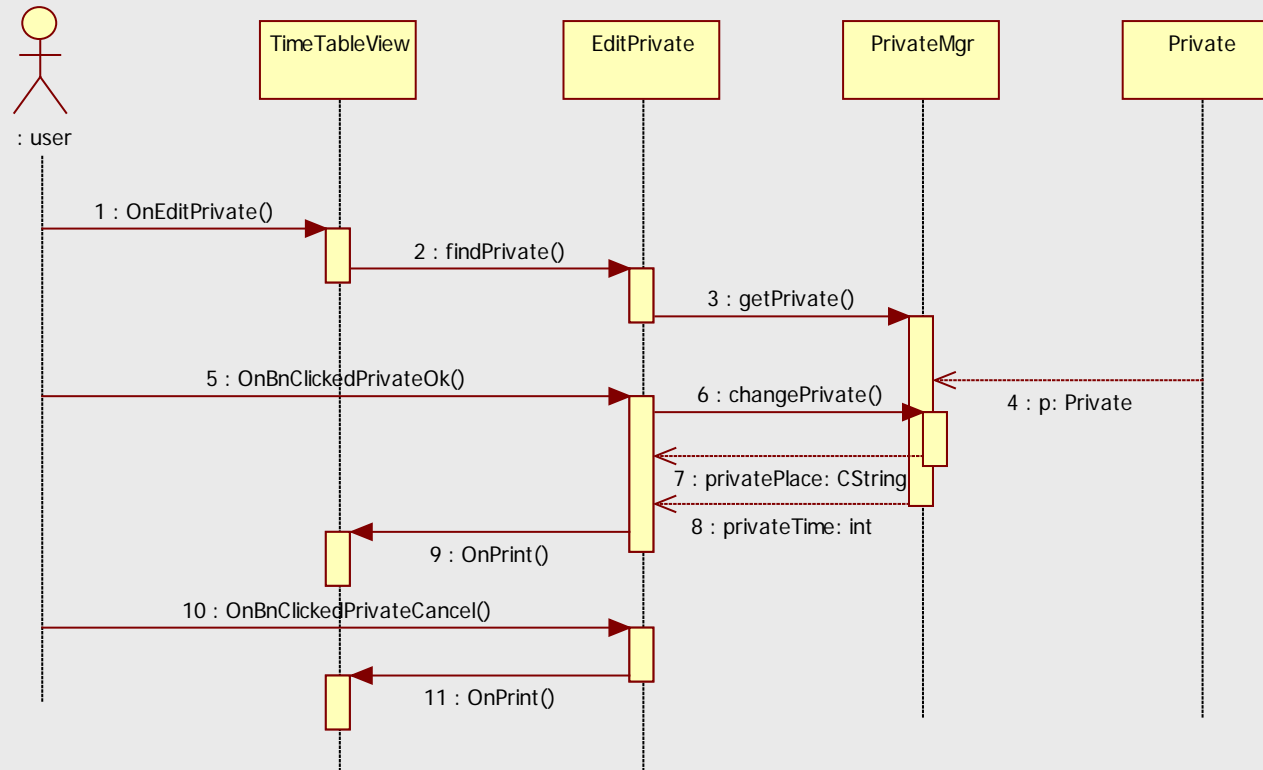 TimeTableView
EditPrivate
PrivateMgr
Private
: user
1 : OnEditPrivate()
2 : findPrivate()
3 : getPrivate()
4 : p: Private
5 : OnBnClickedPrivateOk()
6 : changePrivate()
7 : privatePlace: CString
8 : privateTime: int
9 : OnPrint()
10 : OnBnClickedPrivateCancel()
11 : OnPrint()